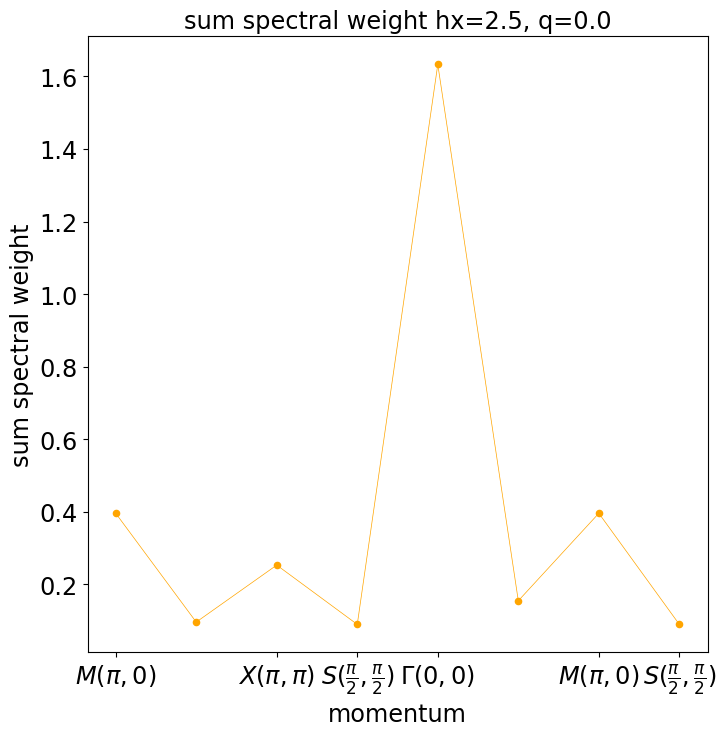 sum spectral weight hx=2.5, q=0.0
sum spectral weight
1.6
1.4
1.2
1.0
0.8
0.6
0.4
0.2
M(π, 0) X(π, π) S(π/2, π/2) Γ(0, 0) M(π, 0) S(π/2, π/2)
momentum